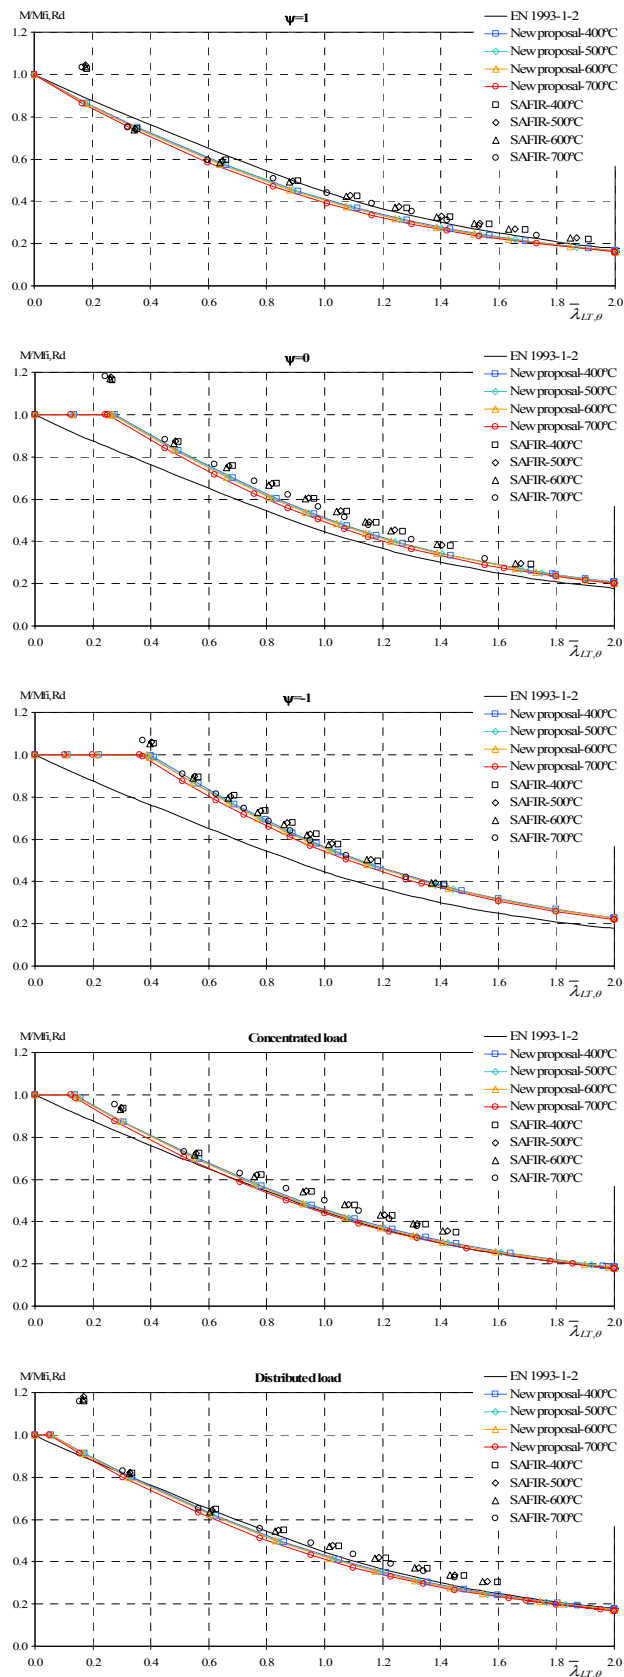 M/Mfi,Rd
ψ=1
EN 1993-1-2
New proposal-400ºC
New proposal-500ºC
New proposal-600ºC
New proposal-700ºC
SAFIR-400ºC
SAFIR-500ºC
SAFIR-600ºC
SAFIR-700ºC
1.2
1.0
0.8
0.6
0.4
0.2
0.0
0.0 0.2 0.4 0.6 0.8 1.0 1.2 1.4 1.6 1.8 2.0
λ̅LT,θ
M/Mfi,Rd
ψ=0
EN 1993-1-2
New proposal-400ºC
New proposal-500ºC
New proposal-600ºC
New proposal-700ºC
SAFIR-400ºC
SAFIR-500ºC
SAFIR-600ºC
SAFIR-700ºC
1.2
1.0
0.8
0.6
0.4
0.2
0.0
0.0 0.2 0.4 0.6 0.8 1.0 1.2 1.4 1.6 1.8 2.0
λ̅LT,θ
M/Mfi,Rd
ψ=-1
EN 1993-1-2
New proposal-400ºC
New proposal-500ºC
New proposal-600ºC
New proposal-700ºC
SAFIR-400ºC
SAFIR-500ºC
SAFIR-600ºC
SAFIR-700ºC
1.2
1.0
0.8
0.6
0.4
0.2
0.0
0.0 0.2 0.4 0.6 0.8 1.0 1.2 1.4 1.6 1.8 2.0
λ̅LT,θ
M/Mfi,Rd
Concentrated load
EN 1993-1-2
New proposal-400ºC
New proposal-500ºC
New proposal-600ºC
New proposal-700ºC
SAFIR-400ºC
SAFIR-500ºC
SAFIR-600ºC
SAFIR-700ºC
1.2
1.0
0.8
0.6
0.4
0.2
0.0
0.0 0.2 0.4 0.6 0.8 1.0 1.2 1.4 1.6 1.8 2.0
λ̅LT,θ
M/Mfi,Rd
Distributed load
EN 1993-1-2
New proposal-400ºC
New proposal-500ºC
New proposal-600ºC
New proposal-700ºC
SAFIR-400ºC
SAFIR-500ºC
SAFIR-600ºC
SAFIR-700ºC
1.2
1.0
0.8
0.6
0.4
0.2
0.0
0.0 0.2 0.4 0.6 0.8 1.0 1.2 1.4 1.6 1.8 2.0
λ̅LT,θ